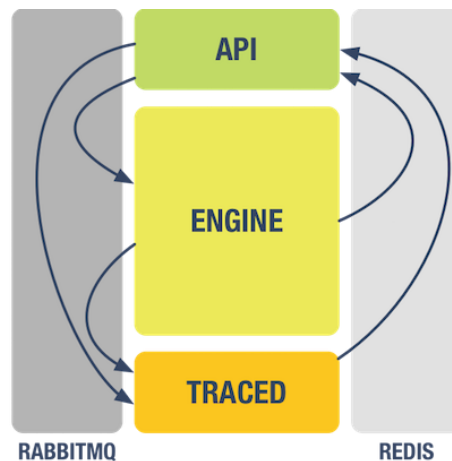 API
ENGINE
TRACED
RABBITMQ
REDIS